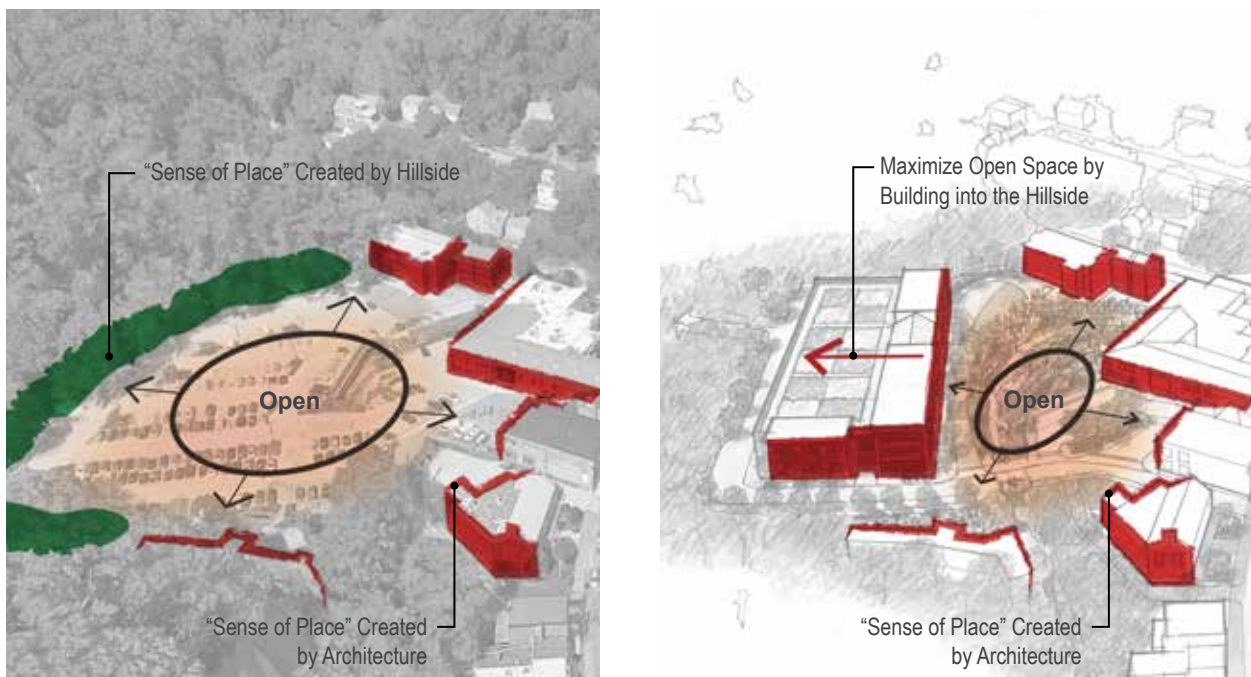 “Sense of Place” Created by Hillside
Open
“Sense of Place” Created
by Architecture
Maximize Open Space by
Building into the Hillside
Open
“Sense of Place” Created
by Architecture